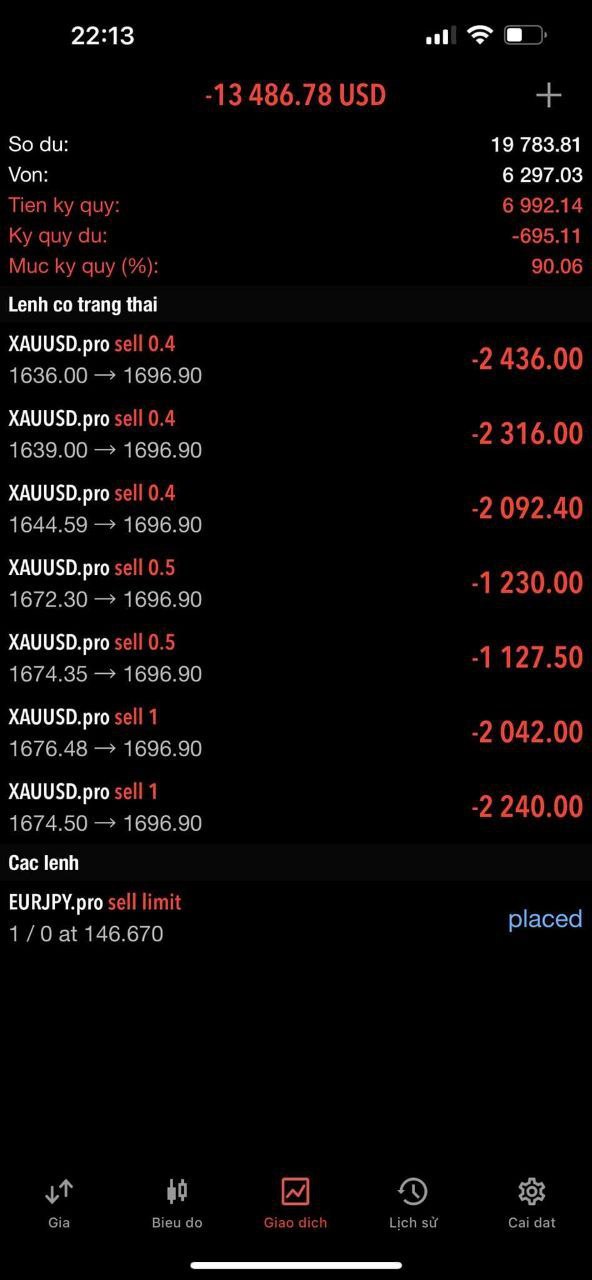 22:13
-13 486.78 USD
So du: 19 783.81
Von: 6 297.03
Tien ky quy: 6 992.14
Ky quy du: -695.11
Muc ky quy (%): 90.06
Lenh co trang thai
XAUUSD.pro sell 0.4
1636.00 → 1696.90
-2 436.00
XAUUSD.pro sell 0.4
1639.00 → 1696.90
-2 316.00
XAUUSD.pro sell 0.4
1644.59 → 1696.90
-2 092.40
XAUUSD.pro sell 0.5
1672.30 → 1696.90
-1 230.00
XAUUSD.pro sell 0.5
1674.35 → 1696.90
-1 127.50
XAUUSD.pro sell 1
1676.48 → 1696.90
-2 042.00
XAUUSD.pro sell 1
1674.50 → 1696.90
-2 240.00
Cac lenh
EURJPY.pro sell limit
1 / 0 at 146.670
placed
Gia Bieu do Giao dich Lịch sử Cai dat